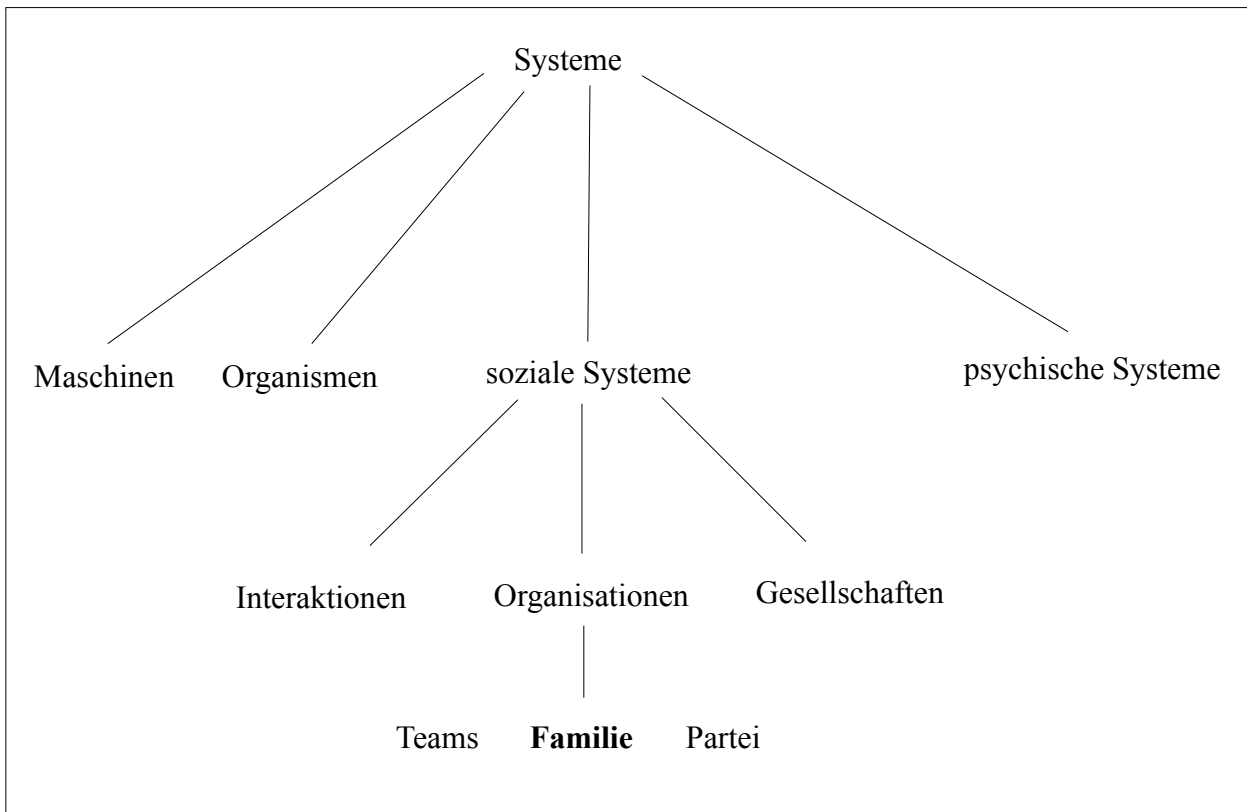 Systeme
Maschinen Organismen soziale Systeme psychische Systeme
Interaktionen Organisationen Gesellschaften
Teams Familie Partei